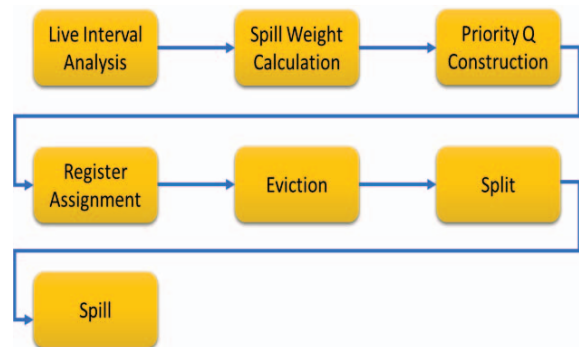 Live Interval
Analysis
Spill Weight
Calculation
Priority Q
Construction
Register
Assignment
Eviction
Split
Spill